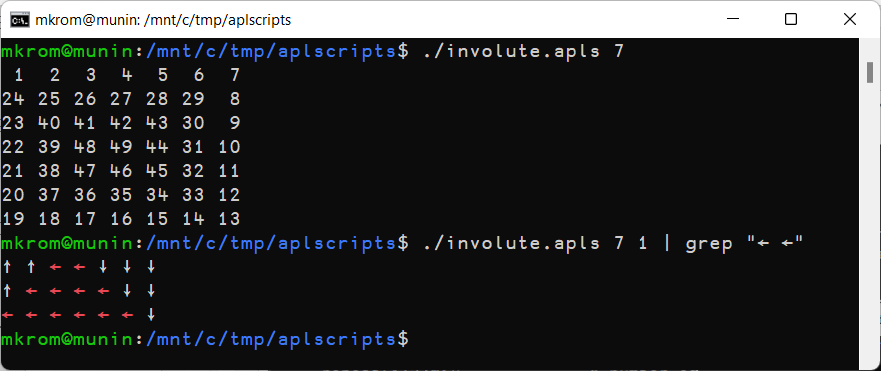 mkrom@munin: /mnt/c/tmp/aplscripts
mkrom@munin:/mnt/c/tmp/aplscripts$ ./involute.apls 7
 1  2  3  4  5  6  7
24 25 26 27 28 29  8
23 40 41 42 43 30  9
22 39 48 49 44 31 10
21 38 47 46 45 32 11
20 37 36 35 34 33 12
19 18 17 16 15 14 13
mkrom@munin:/mnt/c/tmp/aplscripts$ ./involute.apls 7 1 | grep "← ←"
↑ ↑ ← ← ↓ ↓ ↓
↑ ← ← ← ← ↓ ↓
← ← ← ← ← ← ↓
mkrom@munin:/mnt/c/tmp/aplscripts$